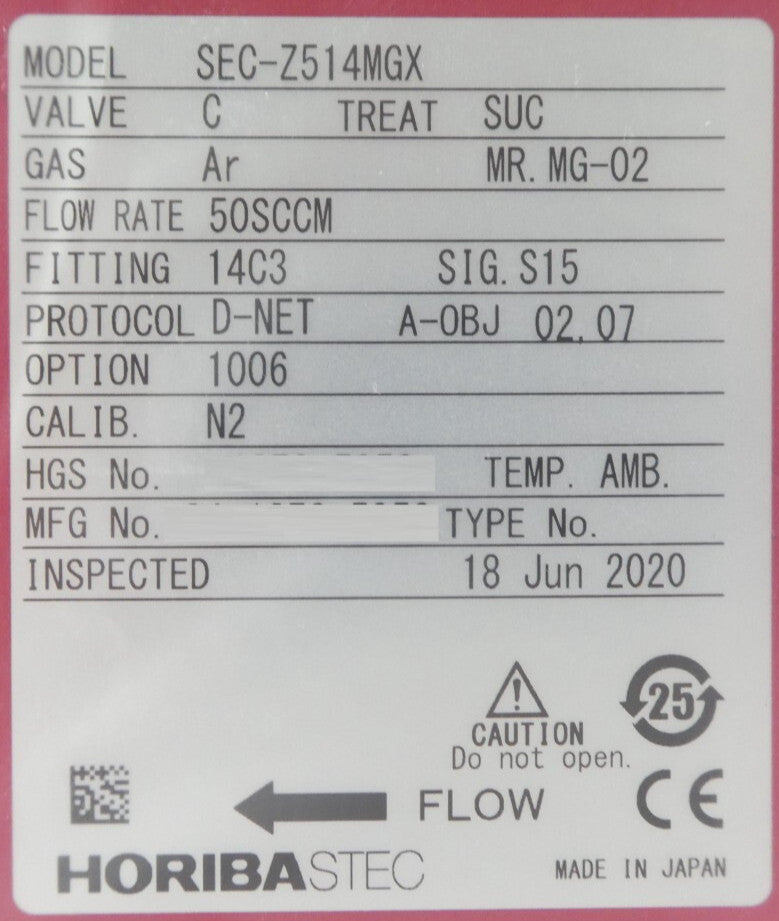 MODEL SEC-Z514MGX
VALVE C TREAT SUC
GAS Ar MR. MG-02
FLOW RATE 50SCCM
FITTING 14C3 SIG. S15
PROTOCOL D-NET A-OBJ 02, 07
OPTION 1006
CALIB. N2
HGS No. TEMP. AMB.
MFG No. TYPE No.
INSPECTED 18 Jun 2020
25
CAUTION
Do not open.
FLOW
CE
HORIBASTEC
MADE IN JAPAN